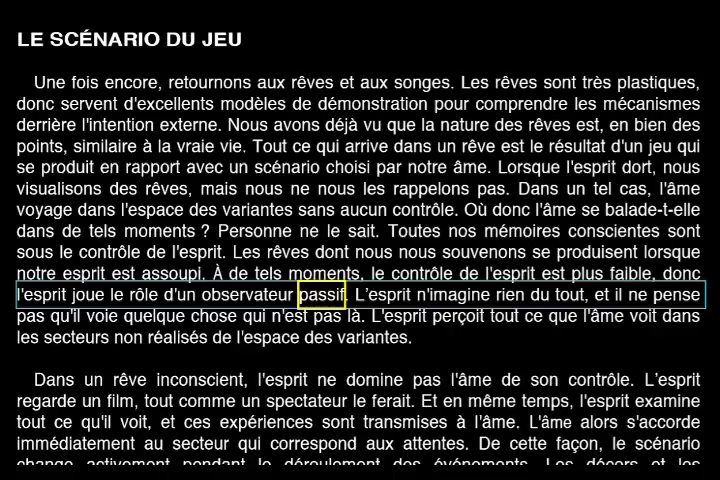 LE SCÉNARIO DU JEU
Une fois encore, retournons aux rêves et aux songes. Les rêves sont très plastiques,
donc servent d'excellents modèles de démonstration pour comprendre les mécanismes
derrière l'intention externe. Nous avons déjà vu que la nature des rêves est, en bien des
points, similaire à la vraie vie. Tout ce qui arrive dans un rêve est le résultat d'un jeu qui
se produit en rapport avec un scénario choisi par notre âme. Lorsque l'esprit dort, nous
visualisons des rêves, mais nous ne nous les rappelons pas. Dans un tel cas, l'âme
voyage dans l'espace des variantes sans aucun contrôle. Où donc l'âme se balade-t-elle
dans de tels moments ? Personne ne le sait. Toutes nos mémoires conscientes sont
sous le contrôle de l'esprit. Les rêves dont nous nous souvenons se produisent lorsque
notre esprit est assoupi. À de tels moments, le contrôle de l'esprit est plus faible, donc
l'esprit joue le rôle d'un observateur passif. L'esprit n'imagine rien du tout, et il ne pense
pas qu'il voie quelque chose qui n'est pas là. L'esprit perçoit tout ce que l'âme voit dans
les secteurs non réalisés de l'espace des variantes.
Dans un rêve inconscient, l'esprit ne domine pas l'âme de son contrôle. L'esprit
regarde un film, tout comme un spectateur le ferait. Et en même temps, l'esprit examine
tout ce qu'il voit, et ces expériences sont transmises à l'âme. L'âme alors s'accorde
immédiatement au secteur qui correspond aux attentes. De cette façon, le scénario
change activement pendant le déroulement des événements. Les décors et les